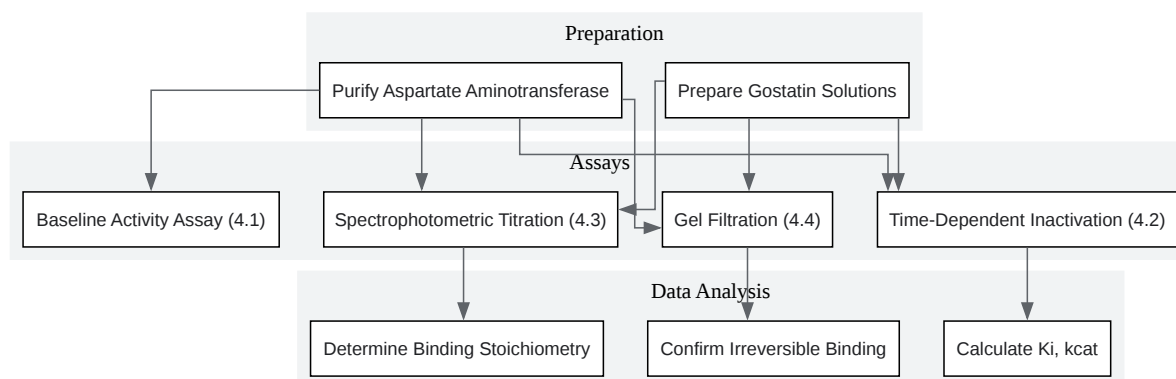 Preparation
Purify Aspartate Aminotransferase
Prepare Gostatin Solutions
Assays
Baseline Activity Assay (4.1)
Spectrophotometric Titration (4.3)
Gel Filtration (4.4)
Time-Dependent Inactivation (4.2)
Data Analysis
Determine Binding Stoichiometry
Confirm Irreversible Binding
Calculate Ki, kcat